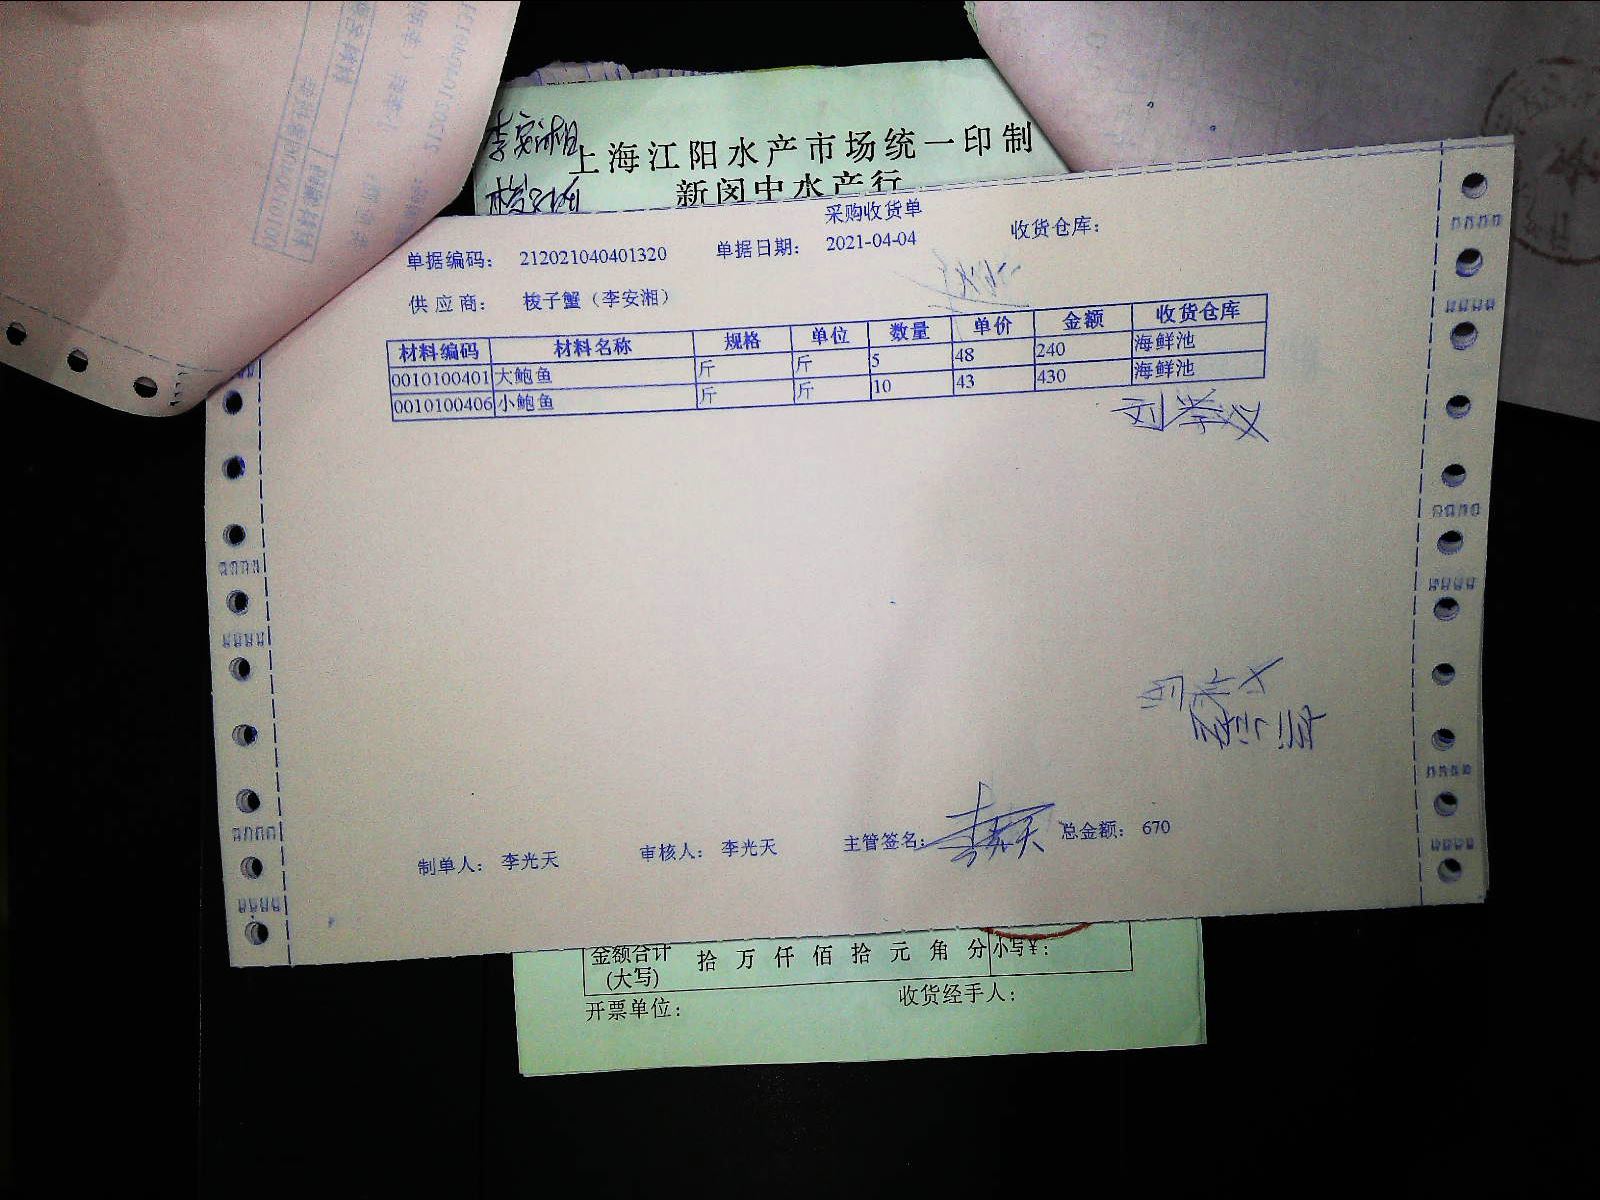 李安湘
上海江阳水产市场统一印制
新闵中水产行
采购收货单
单据编码： 212021040401320 单据日期： 2021-04-04 收货仓库：
供应商： 梭子蟹（李安湘）
材料编码 材料名称 规格 单位 数量 单价 金额 收货仓库
0010100401 大鲍鱼 斤 斤 5 48 240 海鲜池
0010100406 小鲍鱼 斤 斤 10 43 430 海鲜池
制单人： 李光天 审核人： 李光天 主管签名： 李光天 总金额： 670
金额合计 拾 万 仟 佰 拾 元 角 分 小写¥：
(大写)
开票单位： 收货经手人：